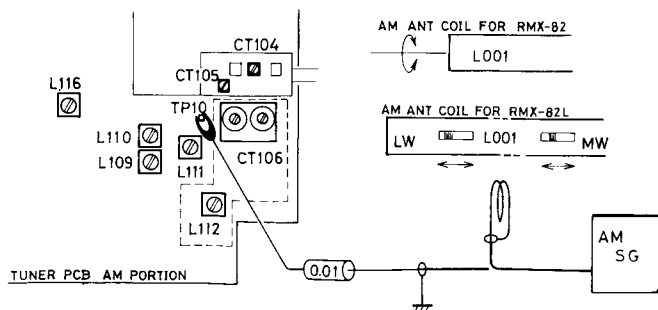 AM ANT COIL FOR RMX-82
L001
CT104
CT105
L116
TP10
AM ANT COIL FOR RMX-82L
LW L001 MW
L110
L109
L111
CT106
L112
AM
SG
0.01
TUNER PCB AM PORTION